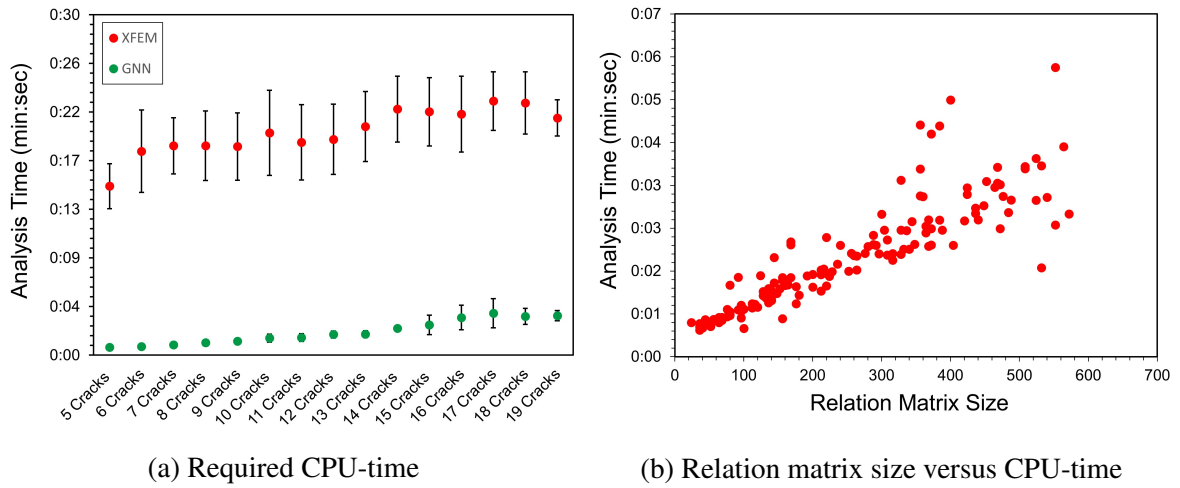 0:30
0:26
0:22
0:17
0:13
0:09
0:04
0:00
Analysis Time (min:sec)
XFEM
GNN
5 Cracks
6 Cracks
7 Cracks
8 Cracks
9 Cracks
10 Cracks
11 Cracks
12 Cracks
13 Cracks
14 Cracks
15 Cracks
16 Cracks
17 Cracks
18 Cracks
19 Cracks
(a) Required CPU-time
0:07
0:06
0:05
0:04
0:03
0:03
0:02
0:01
0:00
Analysis Time (min:sec)
0 100 200 300 400 500 600 700
Relation Matrix Size
(b) Relation matrix size versus CPU-time